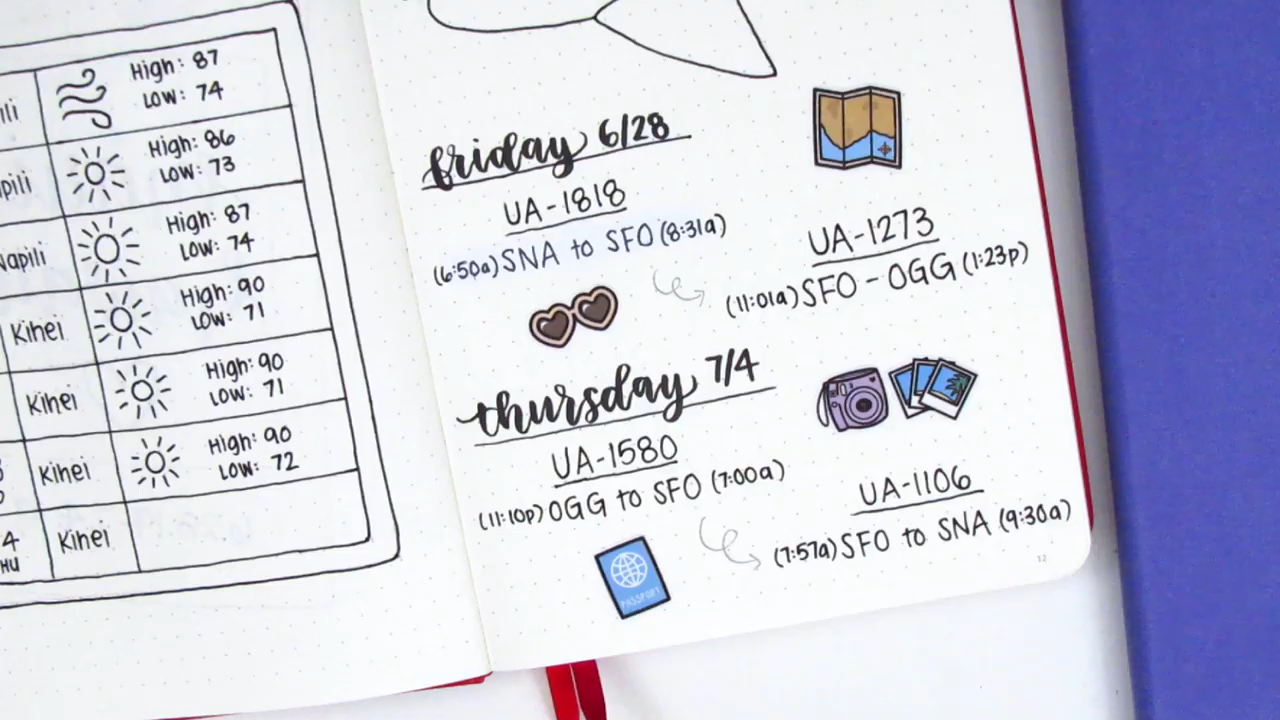 High: 87
LOW: 74
High: 86
LOW: 73
Napili
High: 87
LOW: 74
Kihei
High: 90
LOW: 71
Kihei
High: 90
LOW: 71
Kihei
High: 90
LOW: 72
4
Kihei
friday 6/28
UA-1818
(6:50a) SNA to SFO (8:31a)
UA-1273
(11:01a) SFO - OGG (1:23p)
thursday 7/4
UA-1580
(11:10p) OGG to SFO (7:00a)
UA-1106
(7:57a) SFO to SNA (9:30a)
PASSPORT
12